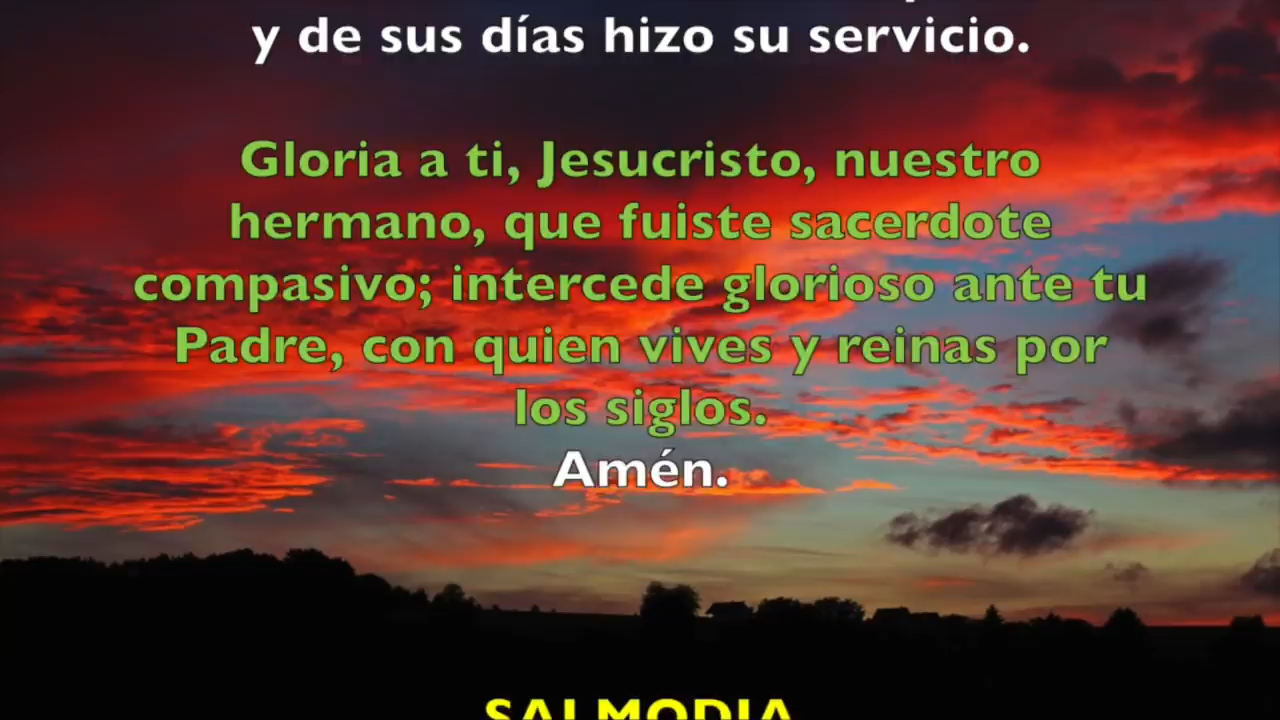 y de sus días hizo su servicio.
Gloria a ti, Jesucristo, nuestro
hermano, que fuiste sacerdote
compasivo; intercede glorioso ante tu
Padre, con quien vives y reinas por
los siglos.
Amén.
SALMODIA